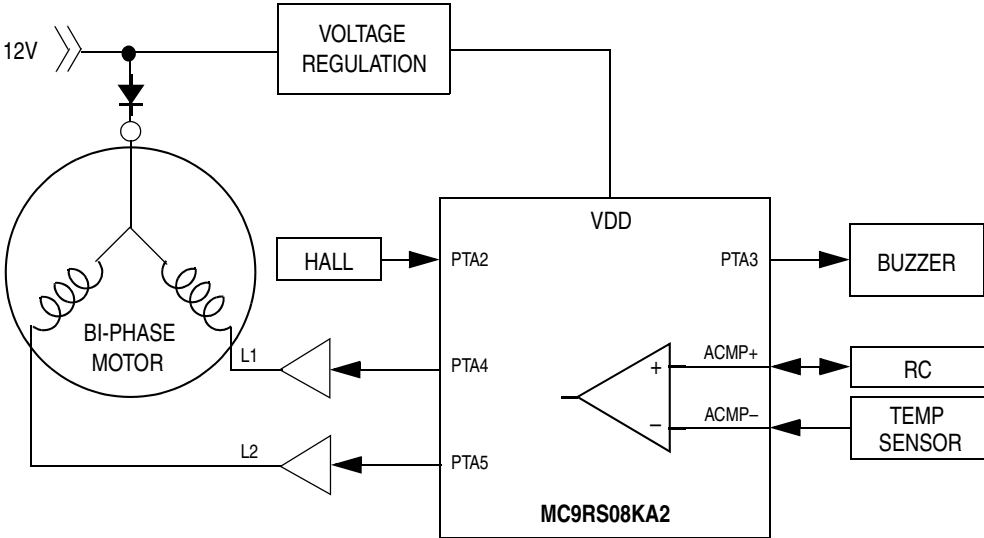 12V
VOLTAGE
REGULATION
VDD
HALL
PTA2
PTA3
BUZZER
BI-PHASE
MOTOR
L1
PTA4
ACMP+
+
RC
ACMP–
–
TEMP
SENSOR
L2
PTA5
MC9RS08KA2